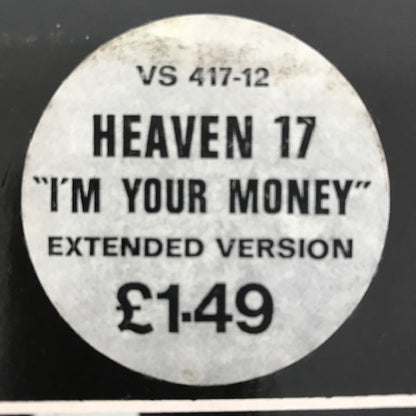 VS 417-12
HEAVEN 17
"I'M YOUR MONEY"
EXTENDED VERSION
£1·49